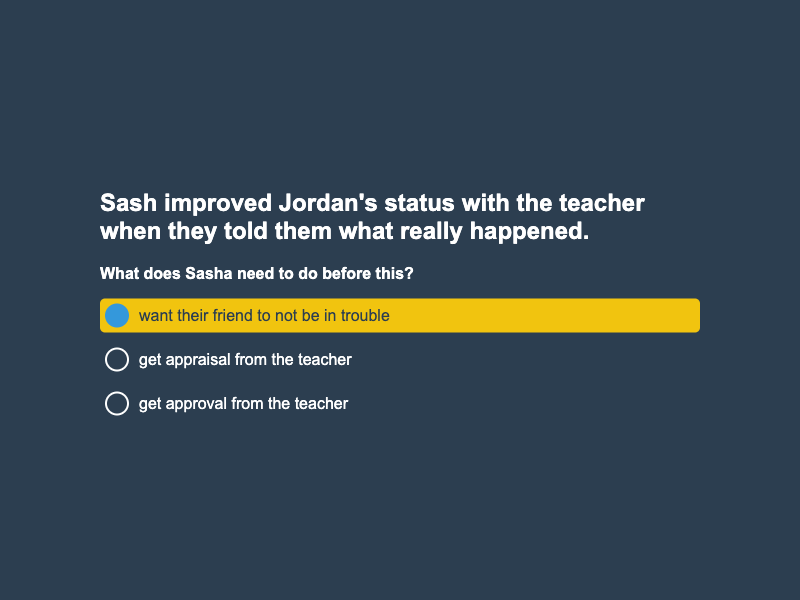 Sash improved Jordan's status with the teacher
when they told them what really happened.
What does Sasha need to do before this?
want their friend to not be in trouble
get appraisal from the teacher
get approval from the teacher